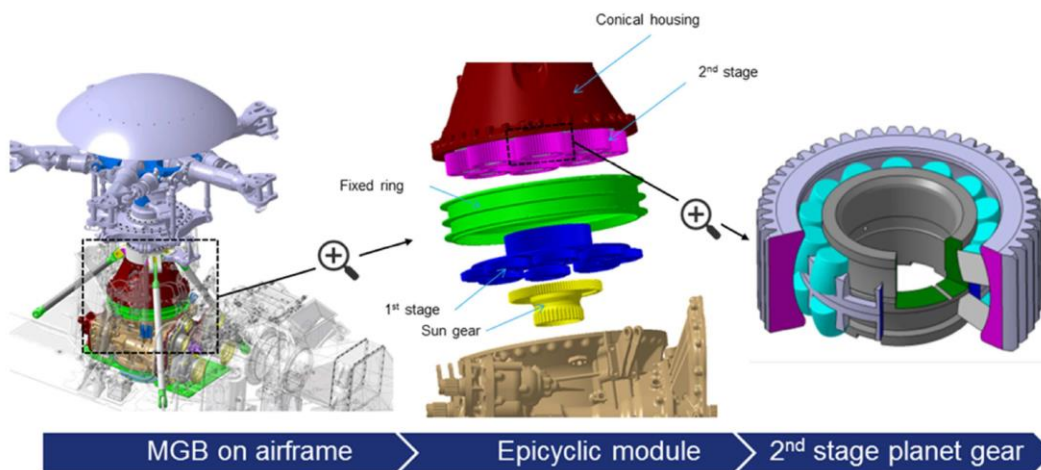 Conical housing
2nd stage
Fixed ring
1st stage
Sun gear
MGB on airframe
Epicyclic module
2nd stage planet gear